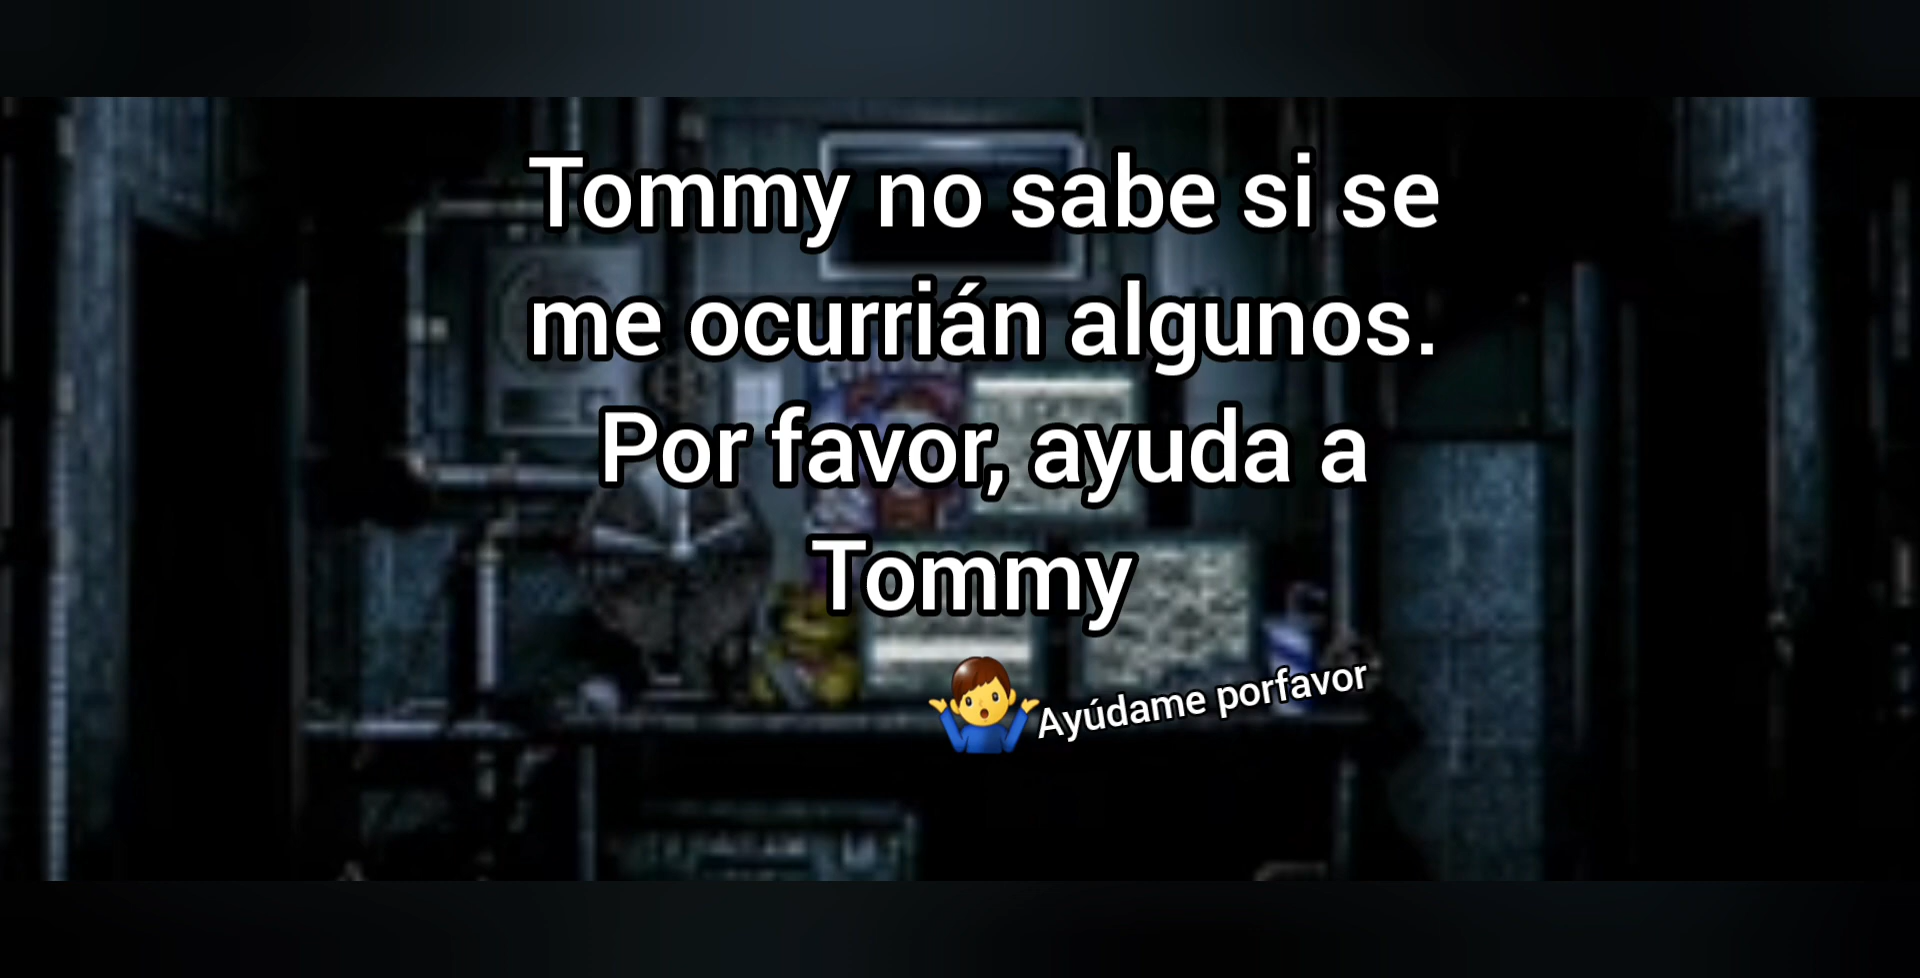 Tommy no sabe si se
me ocurrián algunos.
Por favor, ayuda a
Tommy
Ayúdame porfavor